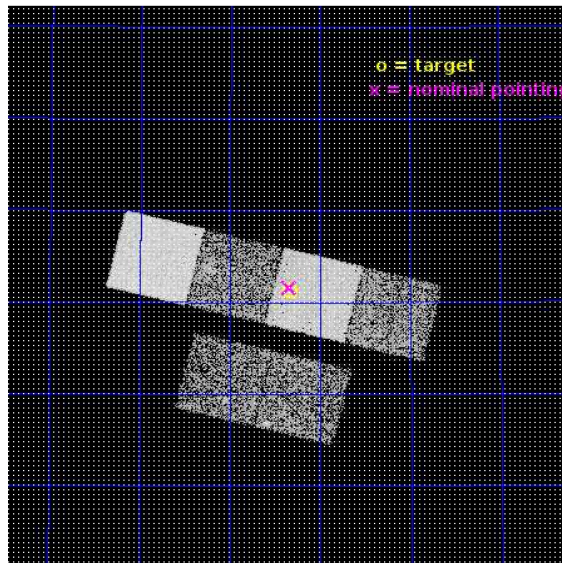 o = target
x = nominal pointing